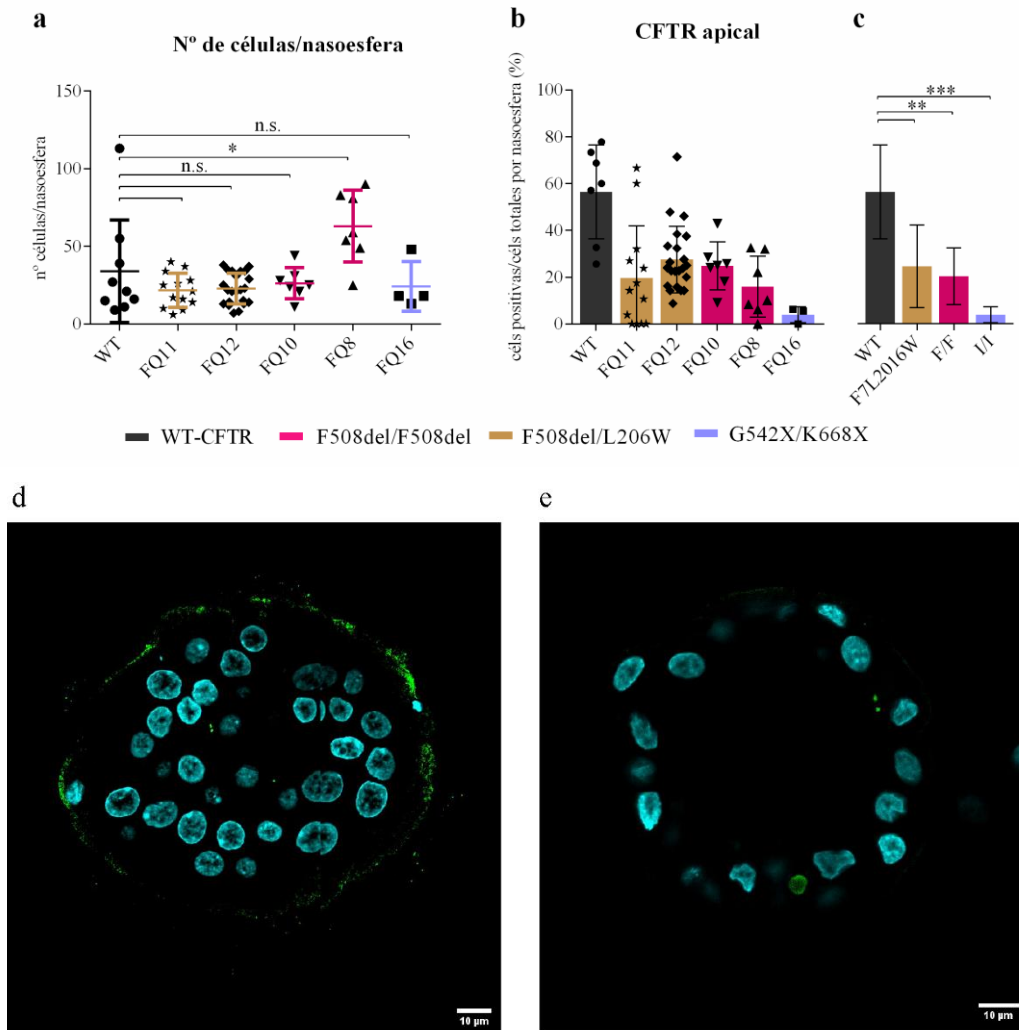 a
Nº de células/nasoesfera
nº células/nasoesfera
150
100
50
0
n.s.
*
n.s.
WT
FQ11
FQ12
FQ10
FQ8
FQ16
b
CFTR apical
cels positivas/céls totales por nasoesfera (%)
100
80
60
40
20
0
WT
FQ11
FQ12
FQ10
FQ8
FQ16
c
***
**
WT
F7L2016W
F/F
I/I
WT-CFTR
F508del/F508del
F508del/L206W
G542X/K668X
d
10 µm
e
10 µm